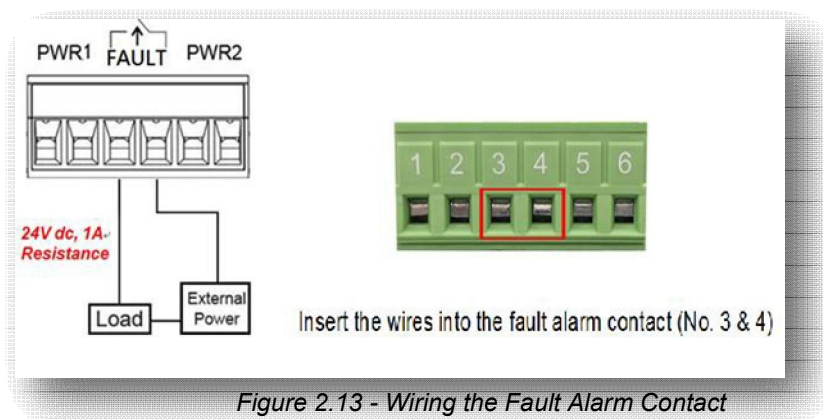 PWR1 FAULT PWR2
1 2 3 4 5 6
24V dc, 1A
Resistance
Load
External
Power
Insert the wires into the fault alarm contact (No. 3 & 4)
Figure 2.13 - Wiring the Fault Alarm Contact